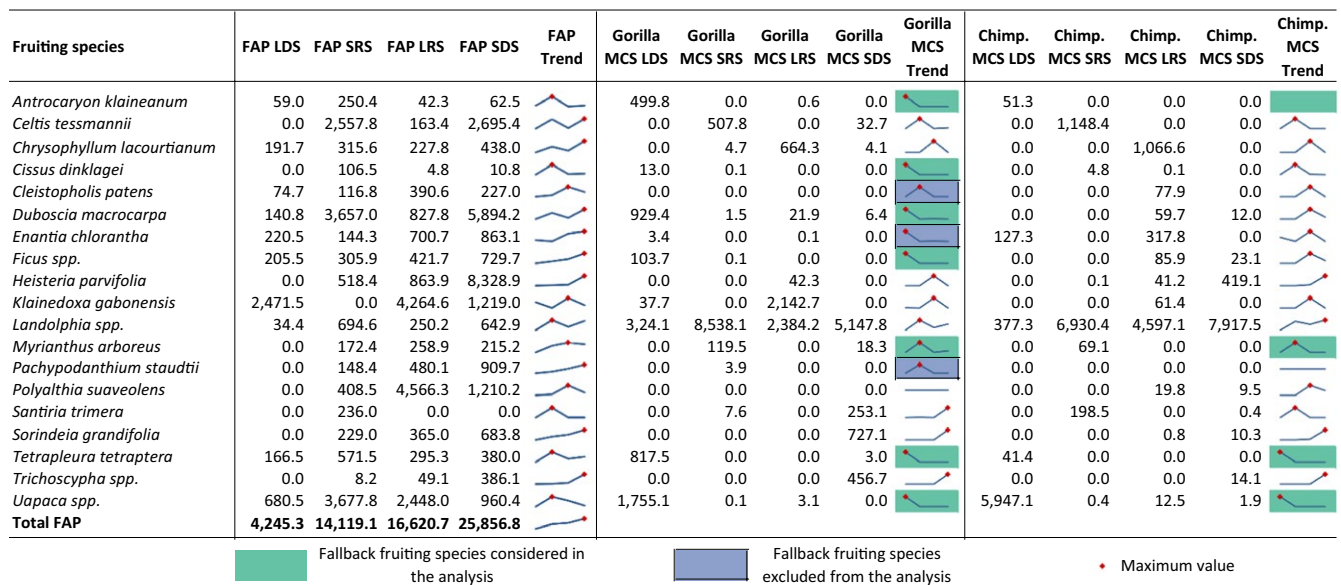 Fruiting species FAP LDS FAP SRS FAP LRS FAP SDS FAP Trend Gorilla MCS LDS Gorilla MCS SRS Gorilla MCS LRS Gorilla MCS SDS Gorilla MCS Trend Chimp. MCS LDS Chimp. MCS SRS Chimp. MCS LRS Chimp. MCS SDS Chimp. MCS Trend
Antrocaryon klaineanum 59.0 250.4 42.3 62.5 499.8 0.0 0.6 0.0 51.3 0.0 0.0 0.0
Celtis tessmannii 0.0 2,557.8 163.4 2,695.4 0.0 507.8 0.0 32.7 0.0 1,148.4 0.0 0.0
Chrysophyllum lacourtianum 191.7 315.6 227.8 438.0 0.0 4.7 664.3 4.1 0.0 0.0 1,066.6 0.0
Cissus dinklagei 0.0 106.5 4.8 10.8 13.0 0.1 0.0 0.0 0.0 4.8 0.1 0.0
Cleistopholis patens 74.7 116.8 390.6 227.0 0.0 0.0 0.0 0.0 0.0 0.0 77.9 0.0
Duboscia macrocarpa 140.8 3,657.0 827.8 5,894.2 929.4 1.5 21.9 6.4 0.0 0.0 59.7 12.0
Enantia chlorantha 220.5 144.3 700.7 863.1 3.4 0.0 0.1 0.0 127.3 0.0 317.8 0.0
Ficus spp. 205.5 305.9 421.7 729.7 103.7 0.1 0.0 0.0 0.0 0.0 85.9 23.1
Heisteria parvifolia 0.0 518.4 863.9 8,328.9 0.0 0.0 42.3 0.0 0.0 0.1 41.2 419.1
Klainedoxa gabonensis 2,471.5 0.0 4,264.6 1,219.0 37.7 0.0 2,142.7 0.0 0.0 0.0 61.4 0.0
Landolphia spp. 34.4 694.6 250.2 642.9 3,24.1 8,538.1 2,384.2 5,147.8 377.3 6,930.4 4,597.1 7,917.5
Myrianthus arboreus 0.0 172.4 258.9 215.2 0.0 119.5 0.0 18.3 0.0 69.1 0.0 0.0
Pachypodanthium staudtii 0.0 148.4 480.1 909.7 0.0 3.9 0.0 0.0 0.0 0.0 0.0 0.0
Polyalthia suaveolens 0.0 408.5 4,566.3 1,210.2 0.0 0.0 0.0 0.0 0.0 0.0 19.8 9.5
Santiria trimera 0.0 236.0 0.0 0.0 0.0 7.6 0.0 253.1 0.0 198.5 0.0 0.4
Sorindeia grandifolia 0.0 229.0 365.0 683.8 0.0 0.0 0.0 727.1 0.0 0.0 0.8 10.3
Tetrapleura tetraptera 166.5 571.5 295.3 380.0 817.5 0.0 0.0 3.0 41.4 0.0 0.0 0.0
Trichoscypha spp. 0.0 8.2 49.1 386.1 0.0 0.0 0.0 456.7 0.0 0.0 0.0 14.1
Uapaca spp. 680.5 3,677.8 2,448.0 960.4 1,755.1 0.1 3.1 0.0 5,947.1 0.4 12.5 1.9
Total FAP 4,245.3 14,119.1 16,620.7 25,856.8
Fallback fruiting species considered in
the analysis
Fallback fruiting species
excluded from the analysis
Maximum value